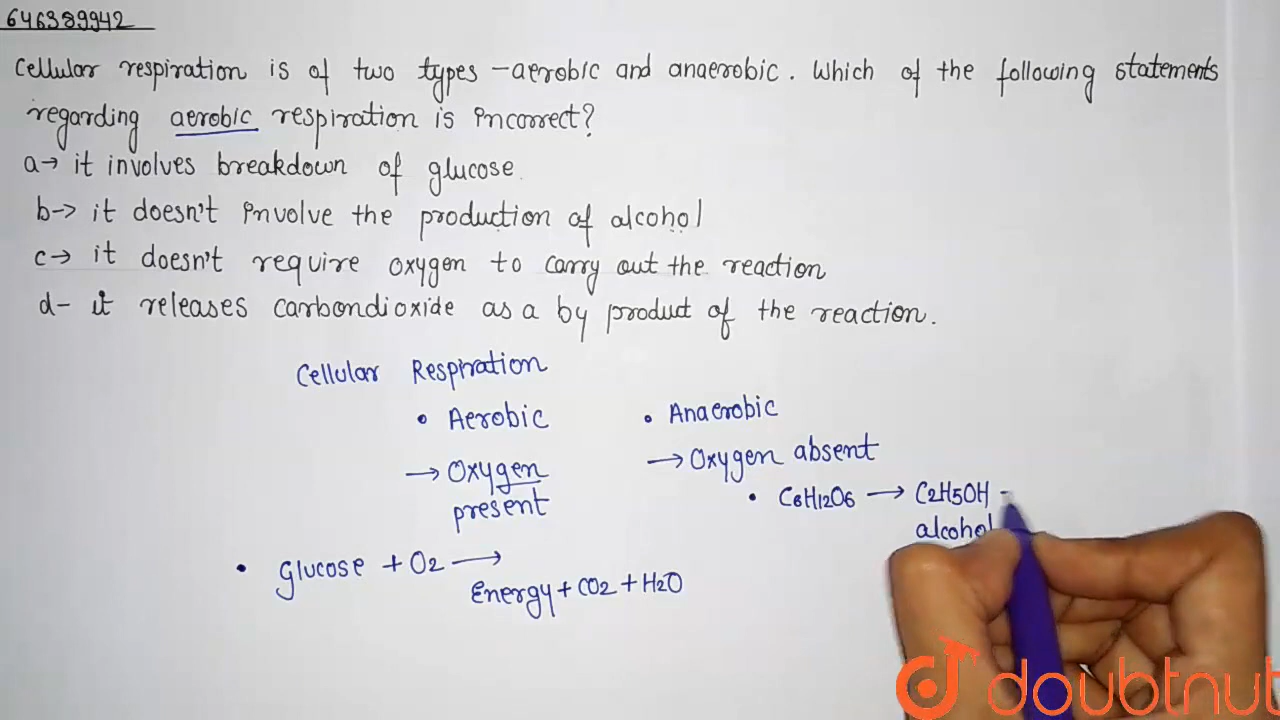 646389942
Cellular respiration is of two types - aerobic and anaerobic. Which of the following statements
regarding aerobic respiration is incorrect?
a→ it involves breakdown of glucose
b→ it doesn't involve the production of alcohol
c→ it doesn't require oxygen to carry out the reaction
d- it releases carbondioxide as a by product of the reaction.
Cellular Respiration
• Aerobic
• Anaerobic
→ Oxygen
present
→ Oxygen absent
• C6H12O6 → C2H5OH -
alcohol
• glucose + O2 →
Energy + CO2 + H2O
doubtnut